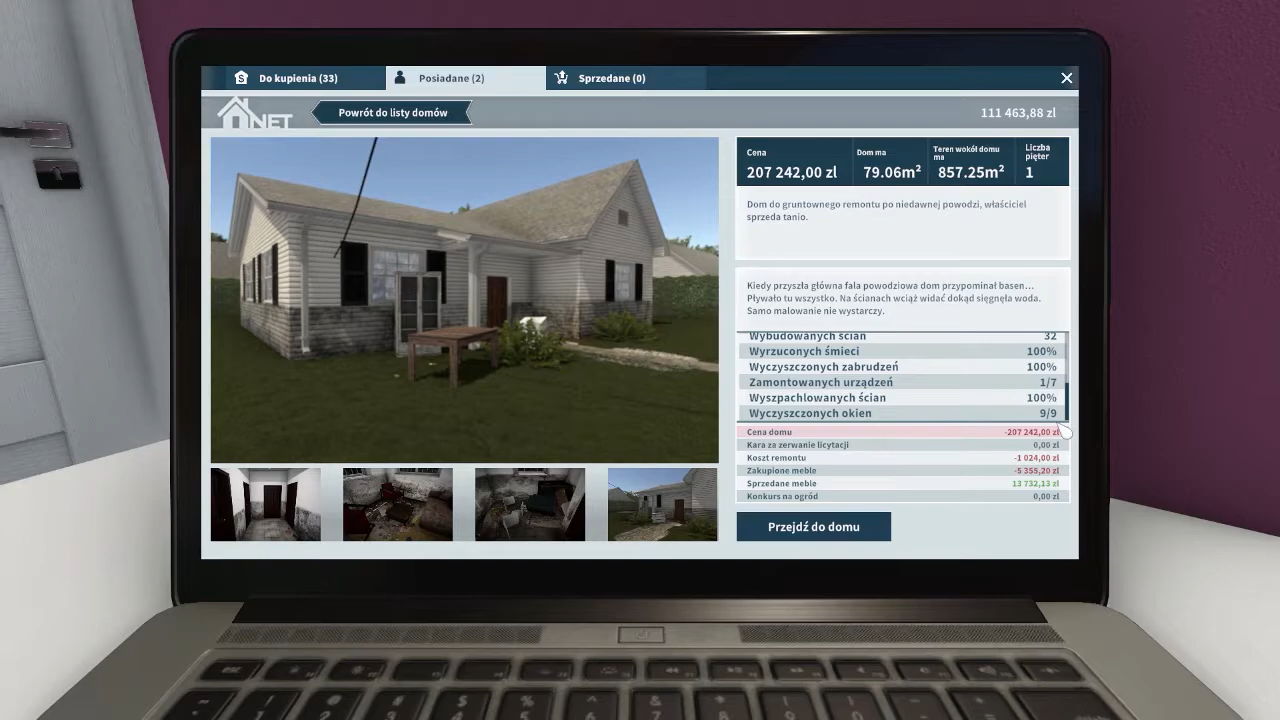 Do kupienia (33)
Posiadane (2)
Sprzedane (0)
NET
Powrót do listy domów
111 463,88 zl
Cena
207 242,00 zl
Dom ma
79.06m²
Teren wokół domu
ma
857.25m²
Liczba
pięter
1
Dom do gruntownego remontu po niedawnej powodzi, właściciel
sprzeda tanio.
Kiedy przyszła główna fala powodziowa dom przypominał basen...
Pływało tu wszystko. Na ścianach wciąż widać dokąd sięgnęła woda.
Samo malowanie nie wystarczy.
Wybudowanych ścian 32
Wyrzuconych śmieci 100%
Wyczyszczonych zabrudzeń 100%
Zamontowanych urządzeń 1/7
Wyszpachlowanych ścian 100%
Wyczyszczonych okien 9/9
Cena domu -207 242,00 zl
Kara za zerwanie licytacji 0,00 zl
Koszt remontu -1 024,00 zl
Zakupione meble -5 355,20 zl
Sprzedane meble 13 732,13 zl
Konkurs na ogród 0,00 zl
Przejdź do domu